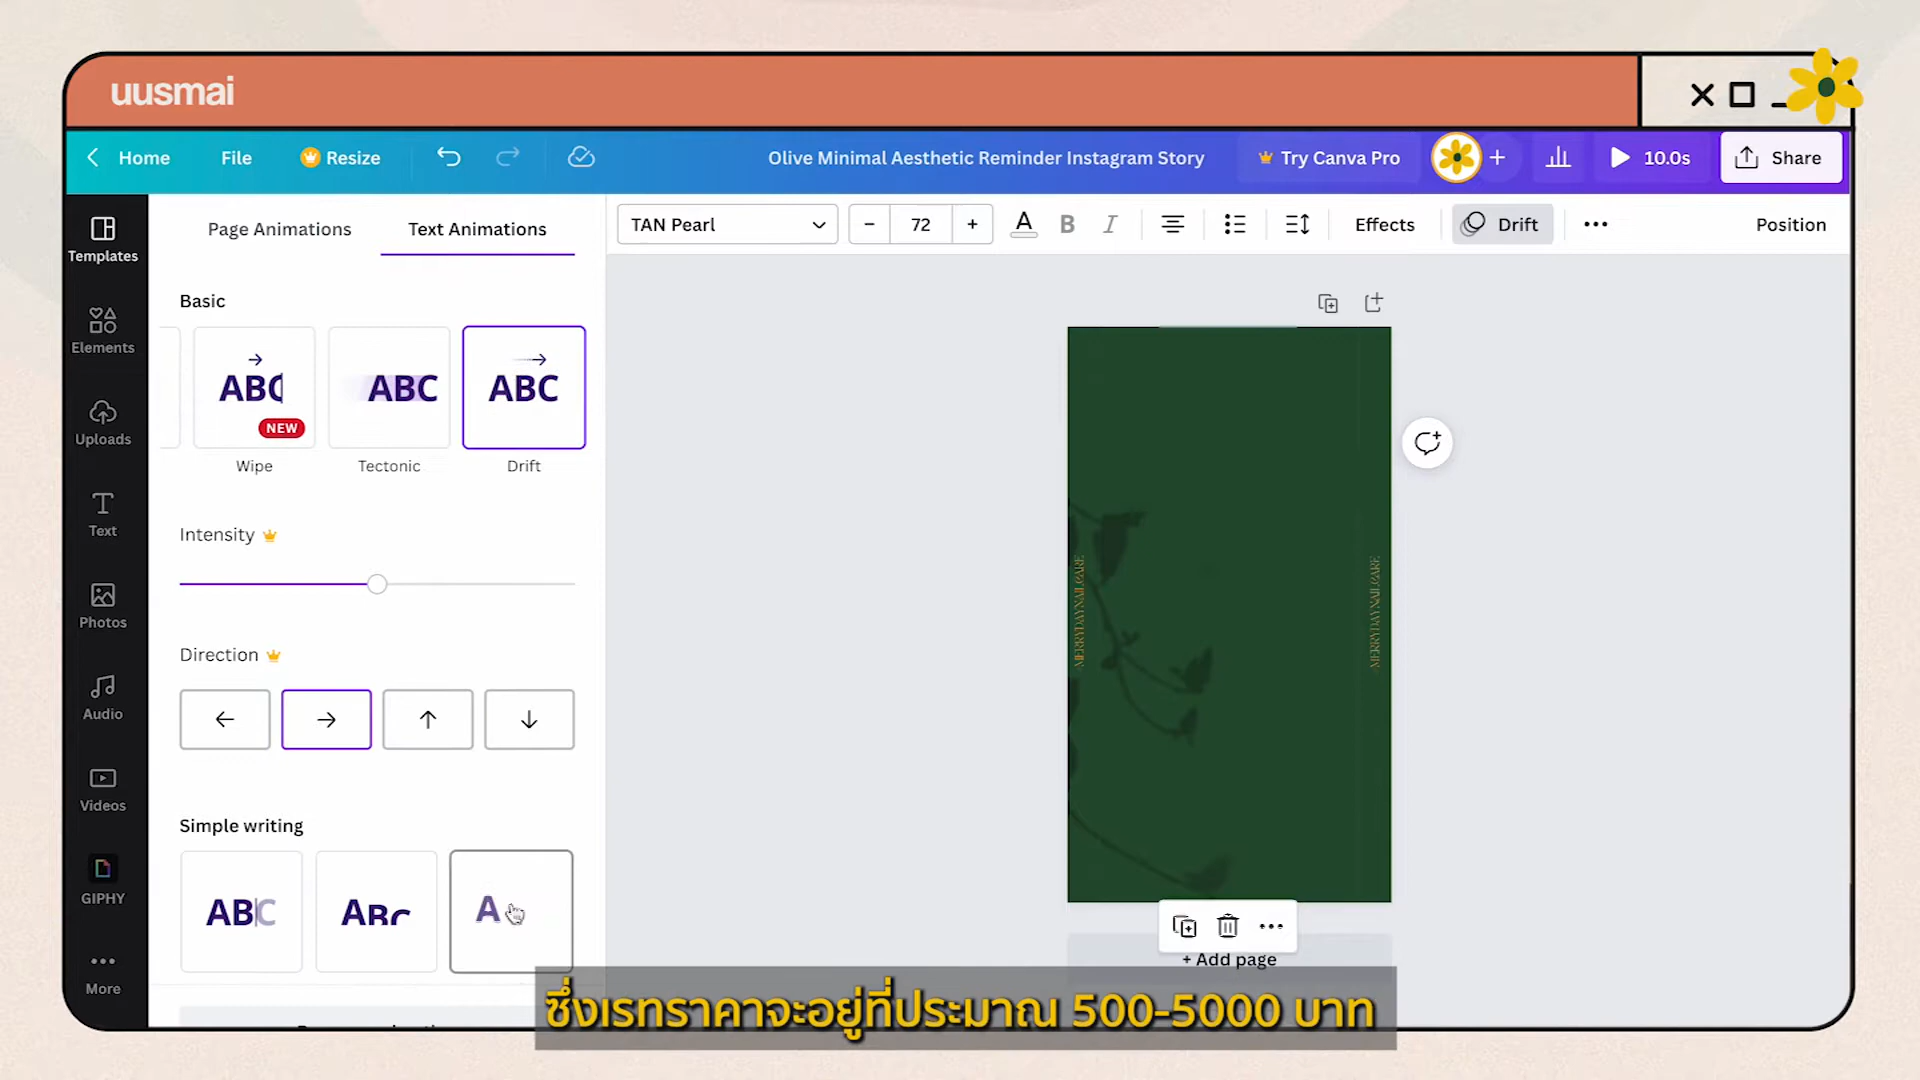 uusmai
Home
File
Resize
Olive Minimal Aesthetic Reminder Instagram Story
Try Canva Pro
10.0s
Share
Templates
Elements
Uploads
Text
Photos
Audio
Videos
GIPHY
More
Page Animations
Text Animations
Basic
ABC
NEW
Wipe
ABC
Tectonic
ABC
Drift
Intensity
Direction
Simple writing
ABC
ABC
A
TAN Pearl
72
A
B
I
Effects
Drift
Position
MERRYDAYNAILCARE
MERRYDAYNAILCARE
+ Add page
ซึ่งเรทราคาจะอยู่ที่ประมาณ 500-5000 บาท